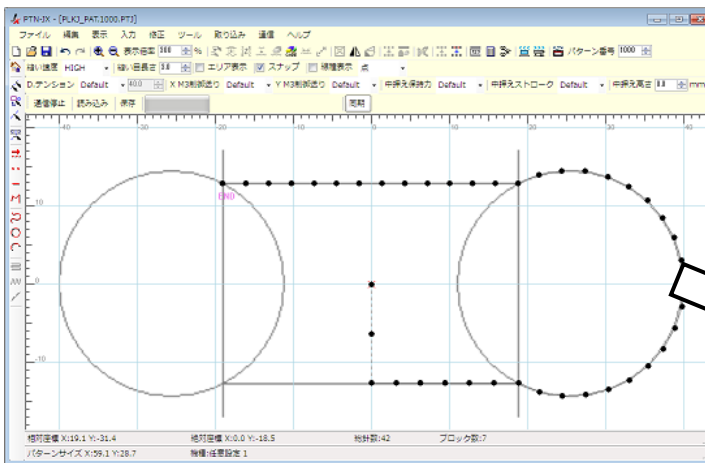 PTN-JX - [PLKJ_PAT.1000.PTJ]
ファイル 編集 表示 入力 修正 ツール 取り込み 通信 ヘルプ
表示倍率 100 % パターン番号 1000
縫い速度 HIGH 縫い目長さ 3.0 エリア表示 スナップ 模様表示 点
D.テンション Default 40.0 X M3制御送り Default Y M3制御送り Default 中押え保持力 Default 中押えストローク Default 中押え高さ mm
通信停止 読み込み 保存 同期
-40 -30 -20 -10 0 10 20 30 40
END
10
0
-10
相対座標 X:19.1 Y:-31.4 絶対座標 X:0.0 Y:-18.5 総針数:42 ブロック数:7
パターンサイズ X:59.1 Y:28.7 機種:任意設定 1